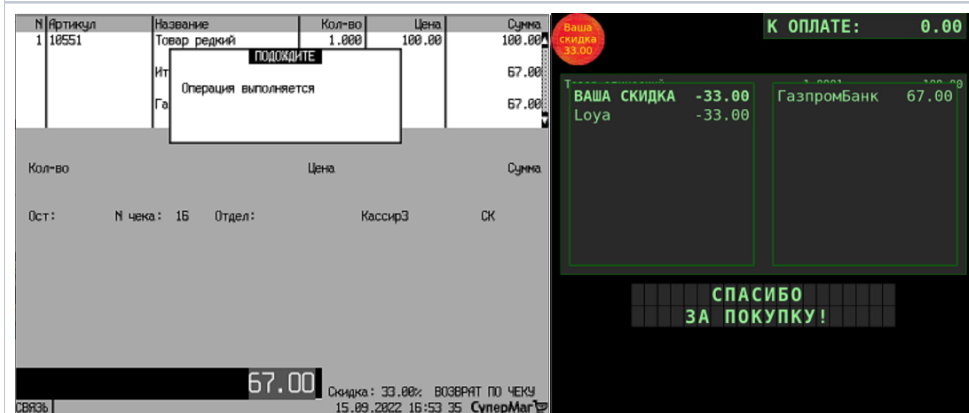 N Артикул Название Кол-во Цена Сумма
1 10551 Товар редкий 1.000 100.00 100.00
ПОДОЖДИТЕ
Ит 67.00
Операция выполняется
Га 67.00
Кол-во Цена Сумма
Ост: N чека: 16 Отдел: Кассир3 СК
67.00
Скидка: 33.00% ВОЗВРАТ ПО ЧЕКУ
СВЯЗЬ 15.09.2022 16:53 35 СуперМаг
Ваша
скидка
33.00
К ОПЛАТЕ: 0.00
ВАША СКИДКА -33.00
Loya -33.00
ГазпромБанк 67.00
СПАСИБО
ЗА ПОКУПКУ!